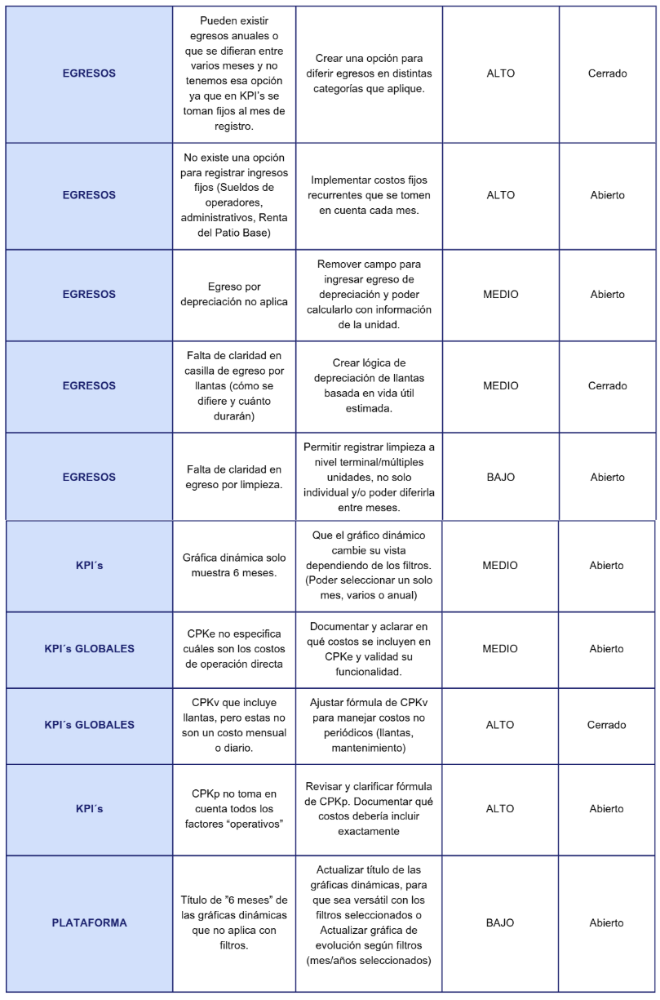 EGRESOS
Pueden existir
egresos anuales o
que se difieran entre
varios meses y no
tenemos esa opción
ya que en KPI's se
toman fijos al mes de
registro.
Crear una opción para
diferir egresos en distintas
categorías que aplique.
ALTO
Cerrado
EGRESOS
No existe una opción
para registrar ingresos
fijos (Sueldos de
operadores,
administrativos, Renta
del Patio Base)
Implementar costos fijos
recurrentes que se tomen
en cuenta cada mes.
ALTO
Abierto
EGRESOS
Egreso por
depreciación no aplica
Remover campo para
ingresar egreso de
depreciación y poder
calcularlo con información
de la unidad.
MEDIO
Abierto
EGRESOS
Falta de claridad en
casilla de egreso por
llantas (cómo se
difiere y cuánto
durarán)
Crear lógica de
depreciación de llantas
basada en vida útil
estimada.
MEDIO
Cerrado
EGRESOS
Falta de claridad en
egreso por limpieza.
Permitir registrar limpieza a
nivel terminal/múltiples
unidades, no solo
individual y/o poder diferirla
entre meses.
BAJO
Abierto
KPI´s
Gráfica dinámica solo
muestra 6 meses.
Que el gráfico dinámico
cambie su vista
dependiendo de los filtros.
(Poder seleccionar un solo
mes, varios o anual)
MEDIO
Abierto
KPI´s GLOBALES
CPKe no especifica
cuáles son los costos
de operación directa
Documentar y aclarar en
qué costos se incluyen en
CPKe y validad su
funcionalidad.
MEDIO
Abierto
KPI´s GLOBALES
CPKv que incluye
llantas, pero estas no
son un costo mensual
o diario.
Ajustar fórmula de CPKv
para manejar costos no
periódicos (llantas,
mantenimiento)
ALTO
Cerrado
KPI´s
CPKp no toma en
cuenta todos los
factores “operativos”
Revisar y clarificar fórmula
de CPKp. Documentar qué
costos debería incluir
exactamente
ALTO
Abierto
PLATAFORMA
Título de ”6 meses” de
las gráficas dinámicas
que no aplica con
filtros.
Actualizar título de las
gráficas dinámicas, para
que sea versátil con los
filtros seleccionados o
Actualizar gráfica de
evolución según filtros
(mes/años seleccionados)
BAJO
Abierto